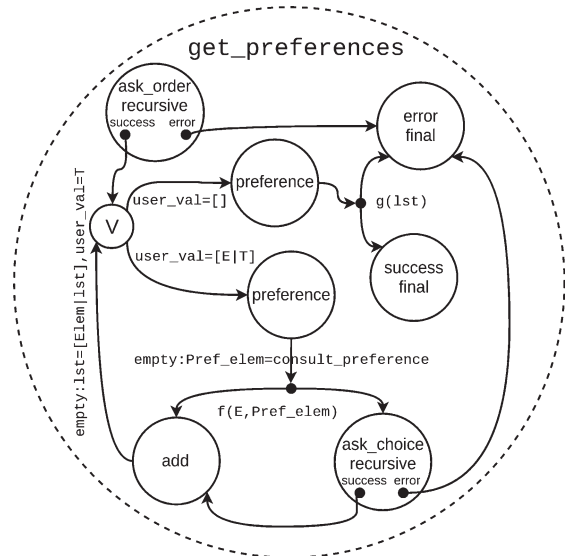 get_preferences
ask_order
recursive
success error
error
final
preference
g(lst)
user_val=[]
V
user_val=[E|T]
success
final
preference
empty:lst=[Elem|lst],user_val=T
empty:Pref_elem=consult_preference
f(E,Pref_elem)
add
ask_choice
recursive
success error